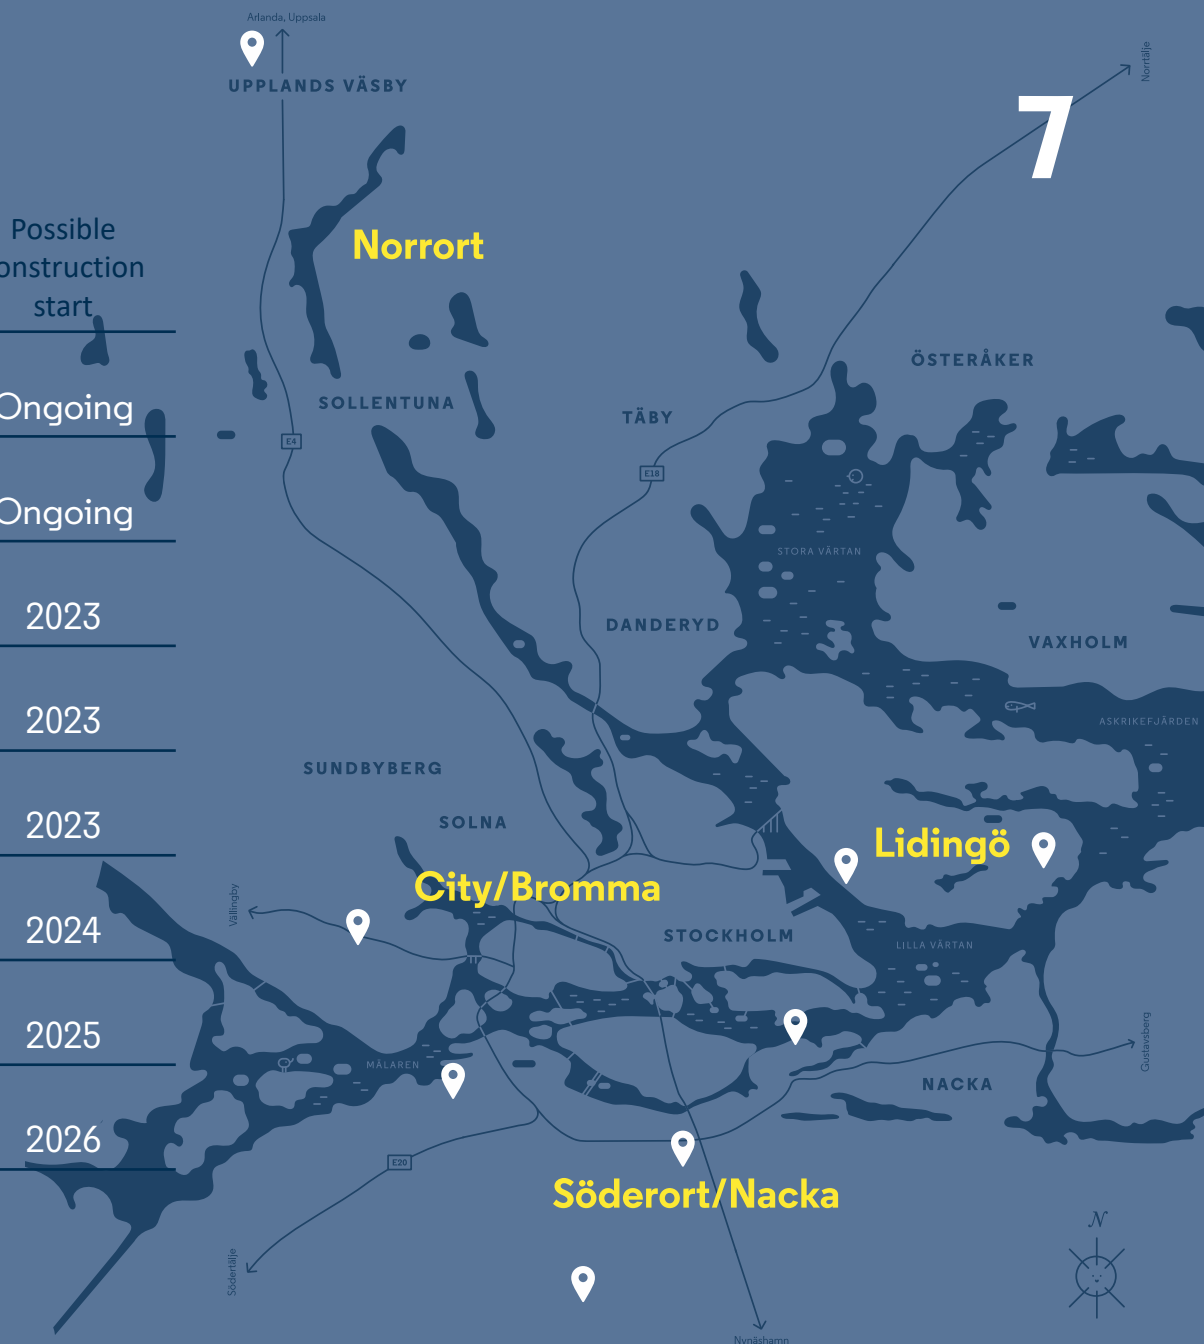 Arlanda, Uppsala
UPPLANDS VÄSBY
Norrtälje
7
Possible
onstruction
start
Norrort
ÖSTERÅKER
SOLLENTUNA
TÄBY
Ongoing
E4
E18
Ongoing
STORA VÄRTAN
2023
DANDERYD
VAXHOLM
2023
ASKRIKEFJÄRDEN
SUNDBYBERG
2023
SOLNA
Lidingö
City/Bromma
Vällingby
2024
STOCKHOLM
LILLA VÄRTAN
2025
Gustavsberg
MÄLAREN
NACKA
2026
E20
Söderort/Nacka
N
Södertälje
Nynäshamn